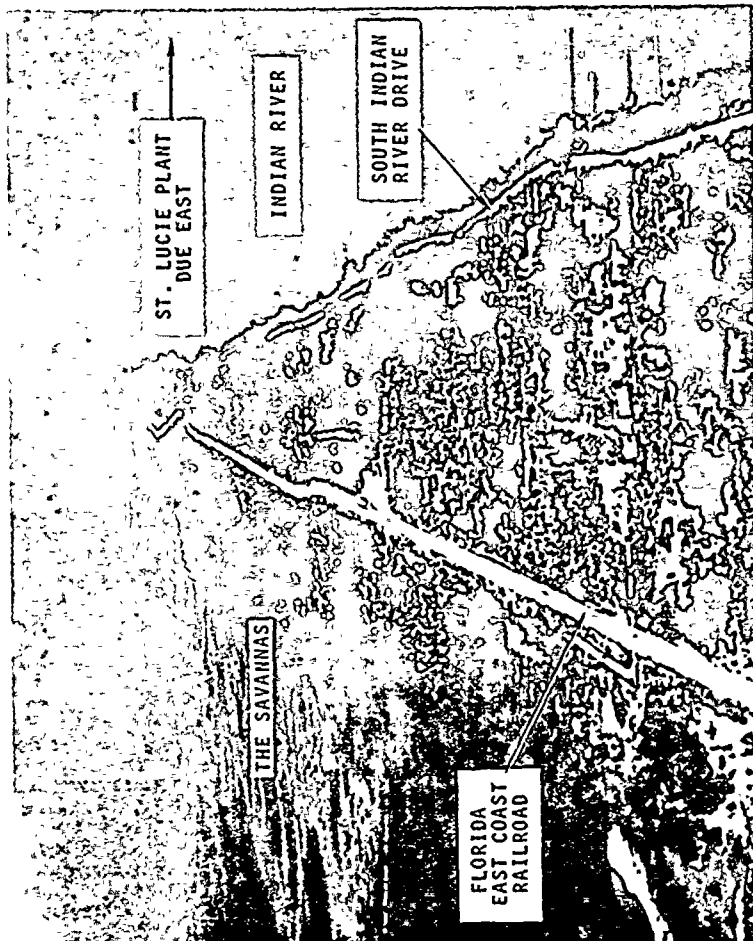 ST. LUCIE PLANT
DUE EAST
INDIAN RIVER
SOUTH INDIAN
RIVER DRIVE
THE SAVANNAS
FLORIDA
EAST COAST
RAILROAD